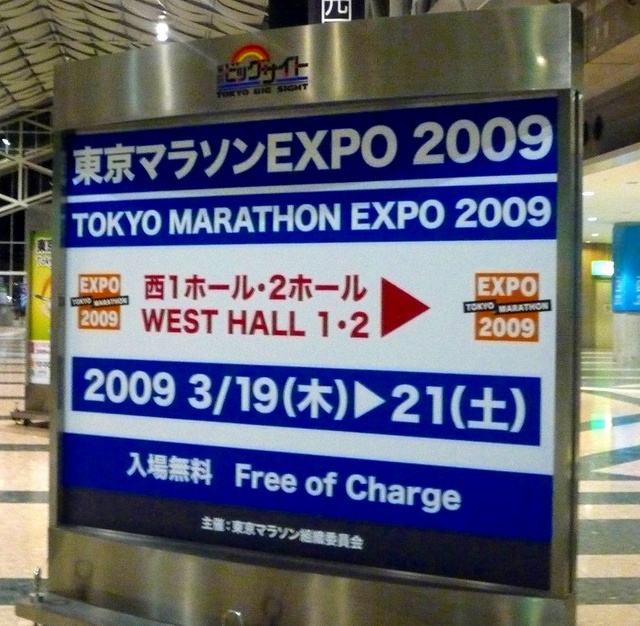 ビッグサイト
TOKYO BIG SIGHT
東京マラソンEXPO 2009
TOKYO MARATHON EXPO 2009
EXPO
TOKYO MARATHON
2009
西1ホール・2ホール
WEST HALL 1・2
EXPO
TOKYO MARATHON
2009
2009 3/19(木)▶21(土)
入場無料 Free of Charge
主催:東京マラソン組織委員会